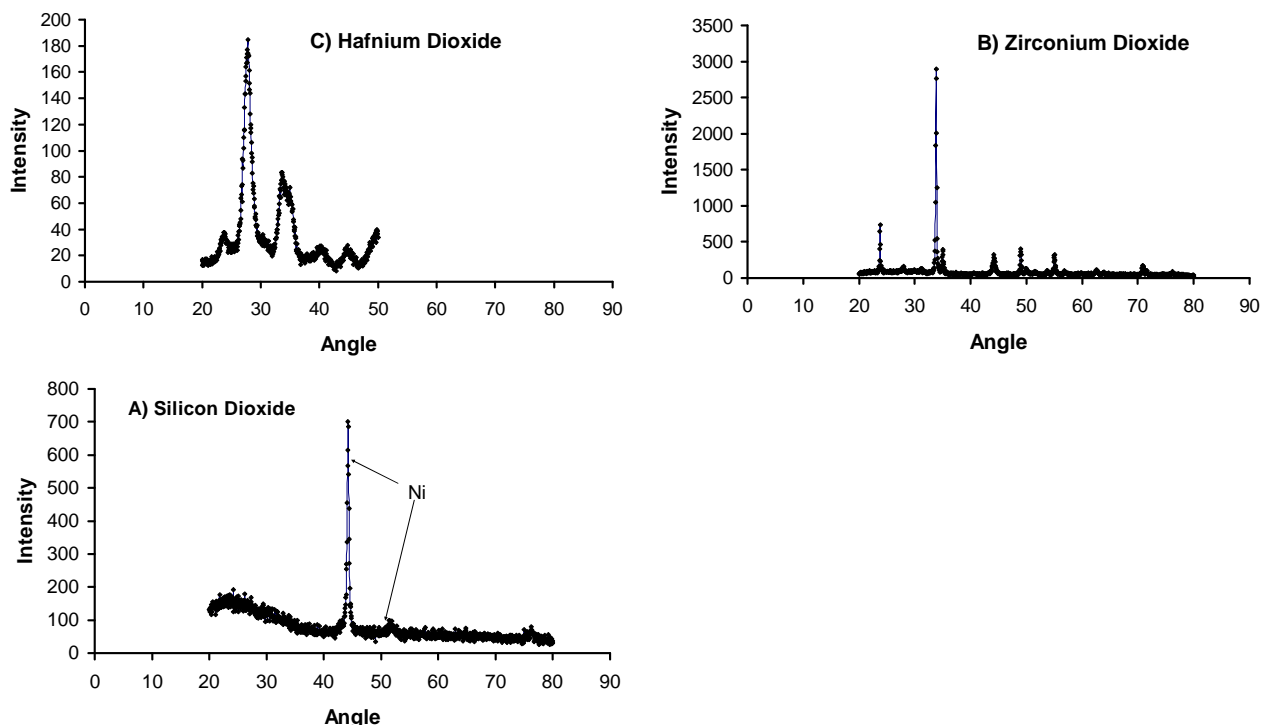 C) Hafnium Dioxide
200
180
160
140
120
100
80
60
40
20
0
Intensity
0 10 20 30 40 50 60 70 80 90
Angle
B) Zirconium Dioxide
3500
3000
2500
2000
1500
1000
500
0
Intensity
0 10 20 30 40 50 60 70 80 90
Angle
A) Silicon Dioxide
800
700
600
500
400
300
200
100
0
Intensity
Ni
0 10 20 30 40 50 60 70 80 90
Angle